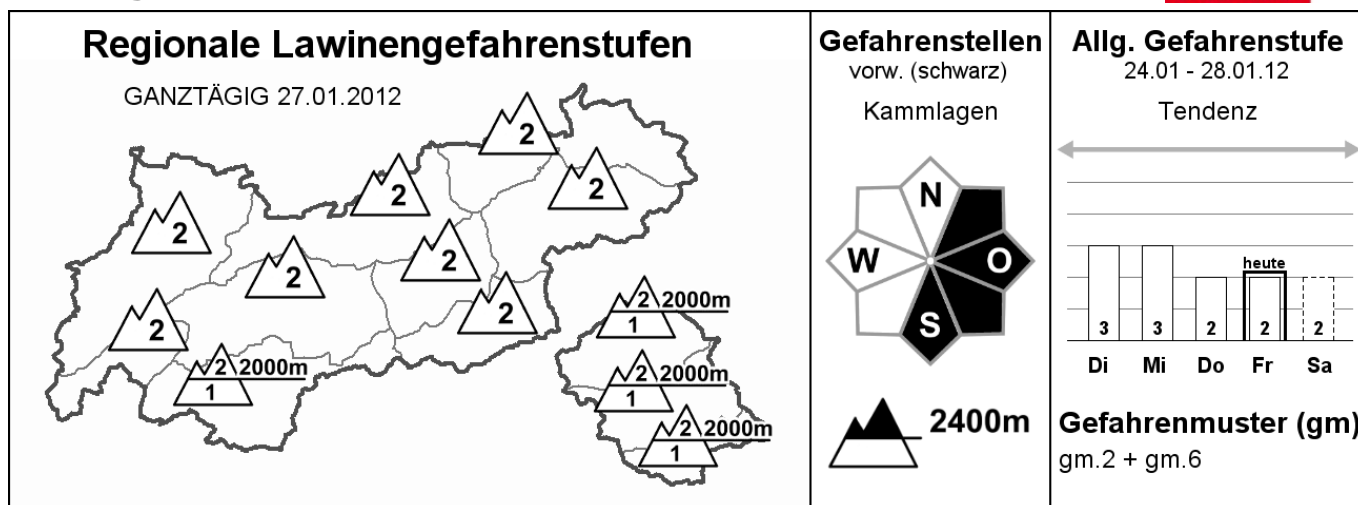 Regionale Lawinengefahrenstufen
GANZTÄGIG 27.01.2012
2
2
2
2
2
2
2
2
2
2 2000m
1
2 2000m
1
2 2000m
1
2 2000m
1
Gefahrenstellen
vorw. (schwarz)
Kammlagen
N
W
O
S
2400m
Allg. Gefahrenstufe
24.01 - 28.01.12
Tendenz
heute
3 3 2 2 2
Di Mi Do Fr Sa
Gefahrenmuster (gm)
gm.2 + gm.6